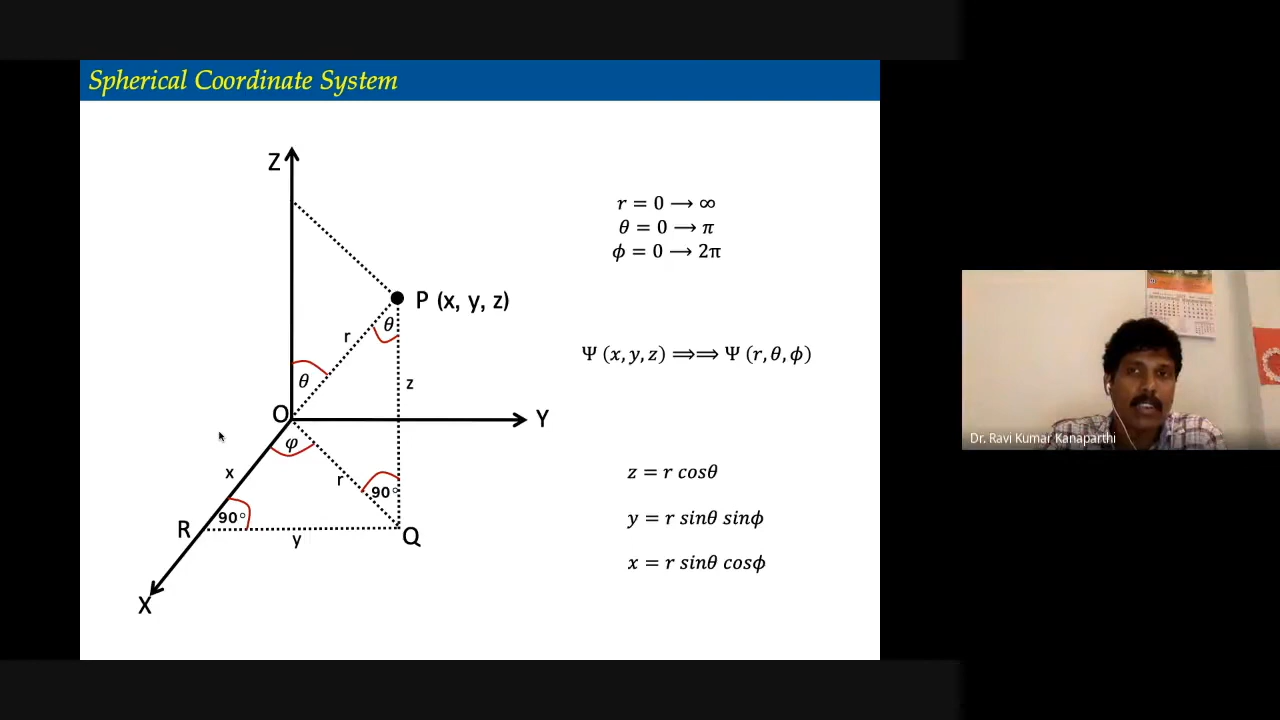 Spherical Coordinate System
Z
r = 0 → ∞
θ = 0 → π
ϕ = 0 → 2π
P (x, y, z)
θ
r
Ψ (x, y, z) ⟹⟹ Ψ (r, θ, ϕ)
θ
z
O
Y
φ
x
r
z = r cosθ
90°
90°
R
y
Q
y = r sinθ sinϕ
x = r sinθ cosϕ
X
Dr. Ravi Kumar Kanaparthi